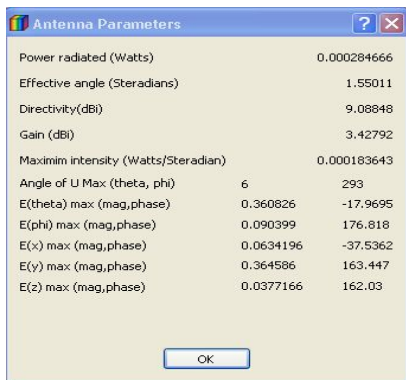 Antenna Parameters
Power radiated (Watts) 0.000284666
Effective angle (Steradians) 1.55011
Directivity(dBi) 9.08848
Gain (dBi) 3.42792
Maximim intensity (Watts/Steradian) 0.000183643
Angle of U Max (theta, phi) 6 293
E(theta) max (mag,phase) 0.360826 -17.9695
E(phi) max (mag,phase) 0.090399 176.818
E(x) max (mag,phase) 0.0634196 -37.5362
E(y) max (mag,phase) 0.364586 163.447
E(z) max (mag,phase) 0.0377166 162.03
OK